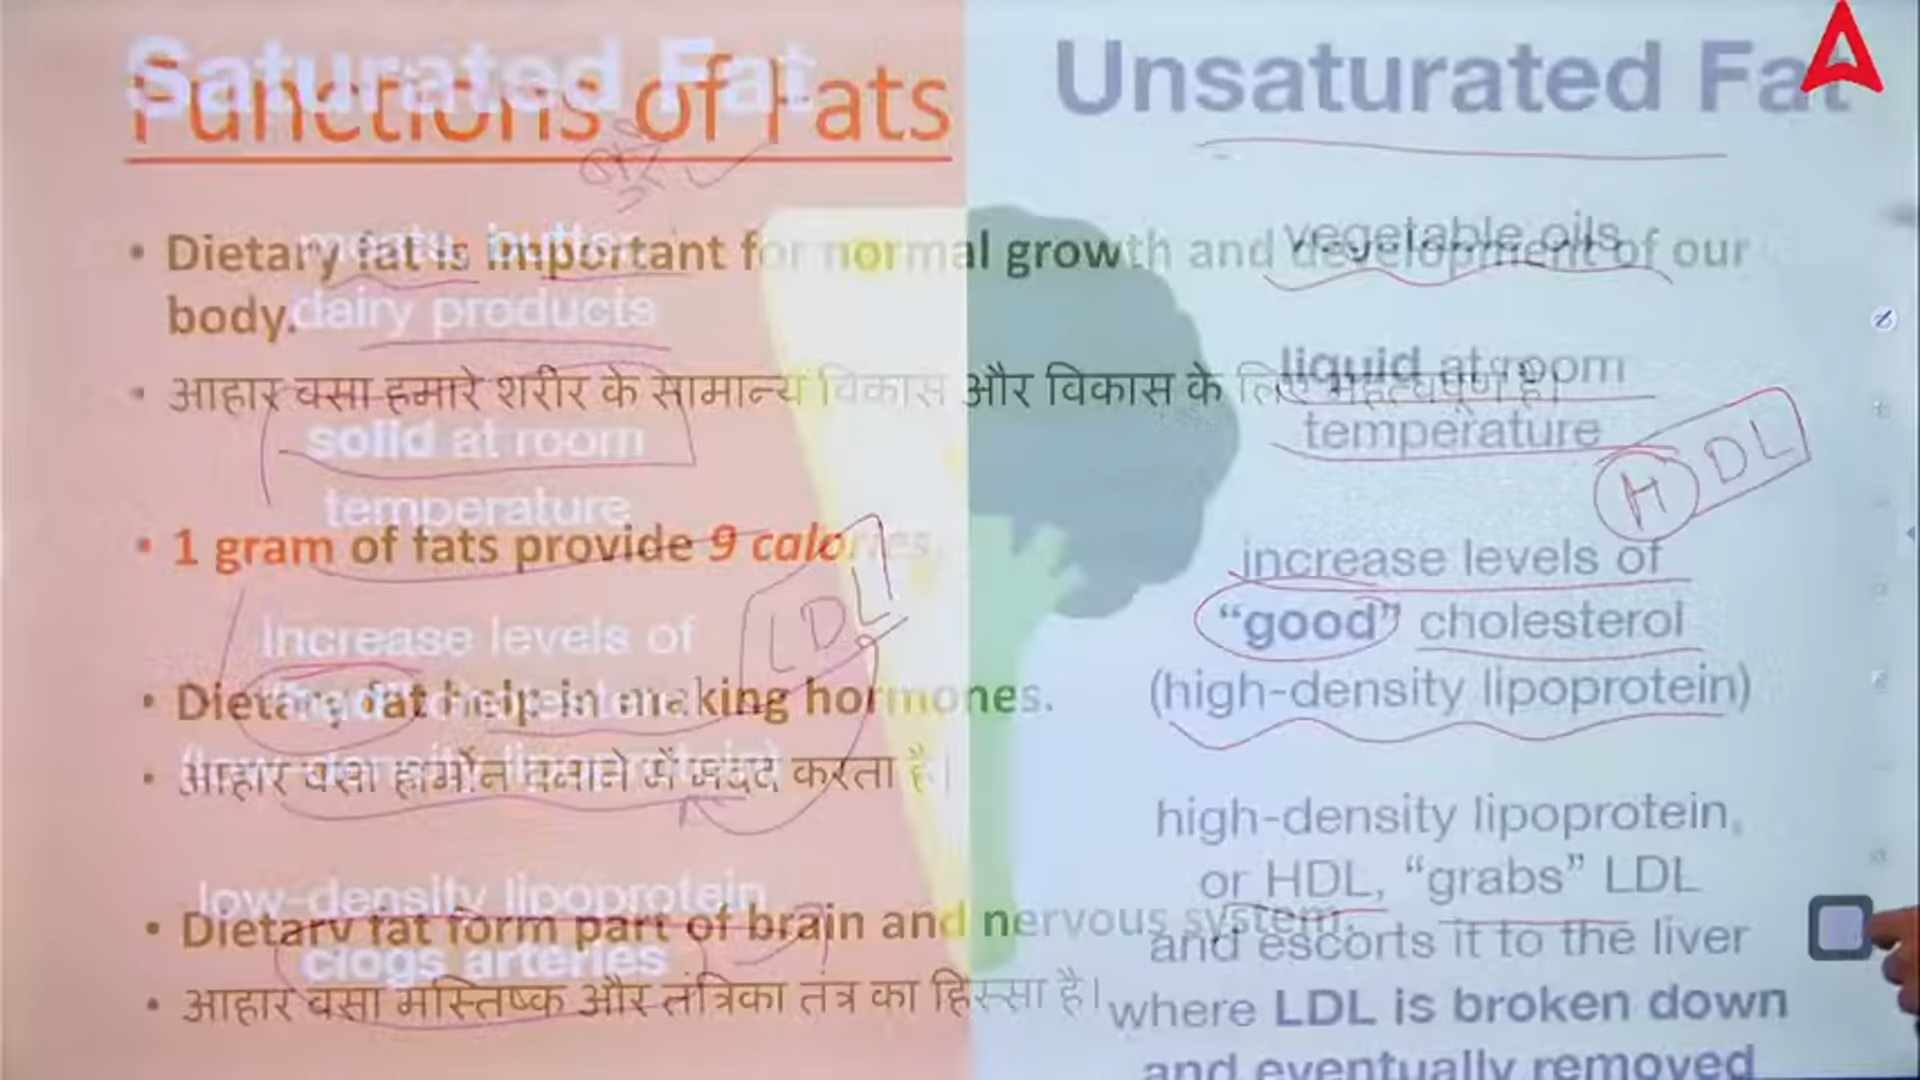 Saturated Fat
Functions of Fats
• Dietary fat is important for normal growth and development of our
body.
• आहार वसा हमारे शरीर के सामान्य विकास और विकास के लिए महत्वपूर्ण है।
• 1 gram of fats provide 9 calories.
• Dietary fat help in making hormones.
• आहार वसा हार्मोन बनाने में मदद करता है।
• Dietary fat form part of brain and nervous system.
• आहार वसा मस्तिष्क और तंत्रिका तंत्र का हिस्सा है।
meats, butter
dairy products
solid at room
temperature
Increase levels of
cholesterol
(low-density lipoprotein)
LDL
low-density lipoprotein
clogs arteries
Unsaturated Fat
vegetable oils
liquid at room
temperature
HDL
increase levels of
“good” cholesterol
(high-density lipoprotein)
high-density lipoprotein,
or HDL, “grabs” LDL
and escorts it to the liver
where LDL is broken down
and eventually removed